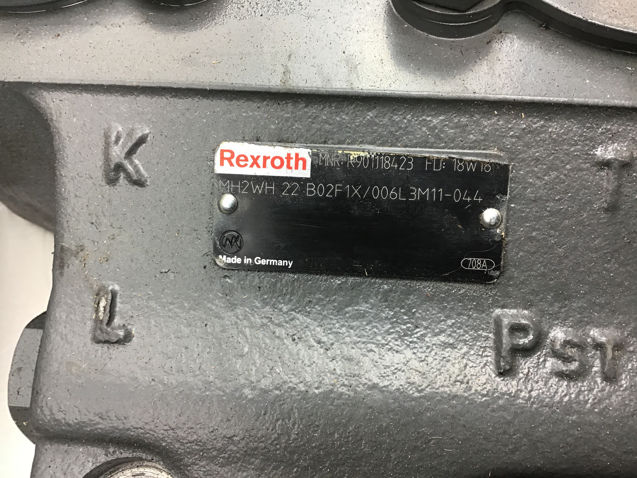 K
Rexroth MNR: R901118423 FD: 18W16
T
MH2WH 22 B02F1X/006L3M11-044
Made in Germany
708A
L
PST